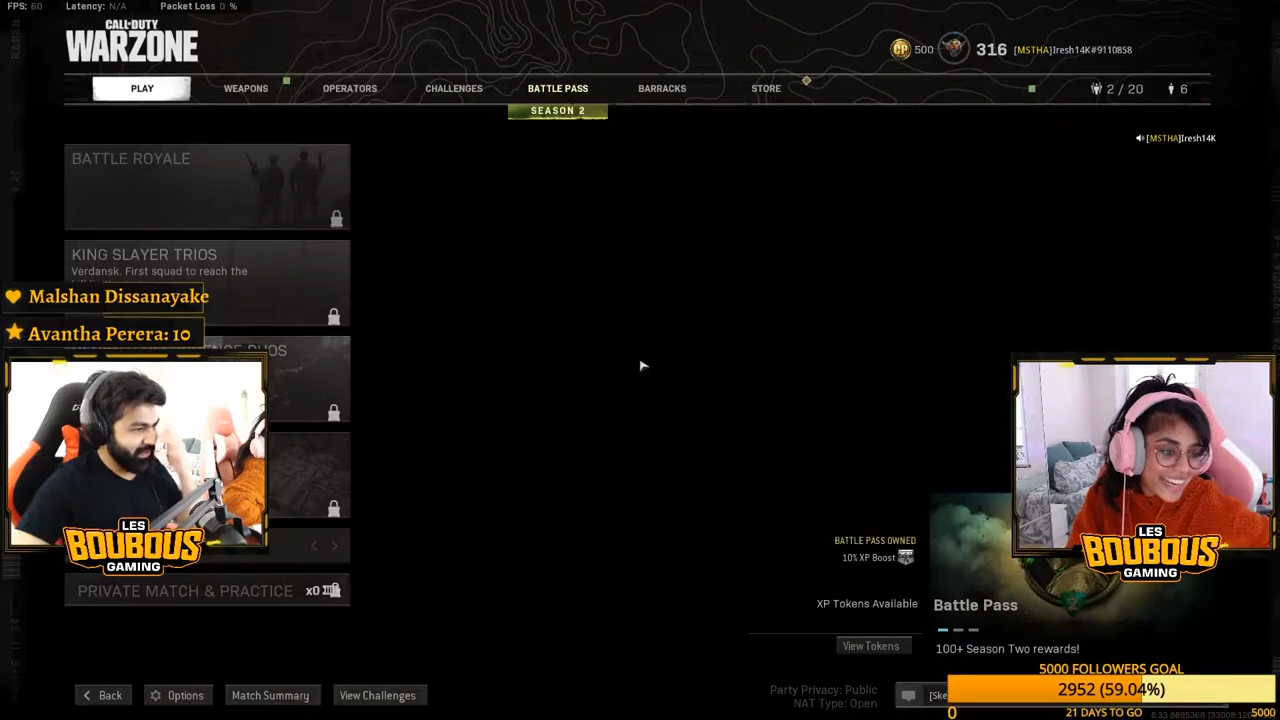 FPS: 60 Latency: N/A Packet Loss 0 %
CALL OF DUTY
WARZONE
CP 500 316 [MSTHA]Iresh14K#9110858
PLAY WEAPONS OPERATORS CHALLENGES BATTLE PASS BARRACKS STORE 2 / 20 6
SEASON 2
[MSTHA]Iresh14K
BATTLE ROYALE
KING SLAYER TRIOS
Verdansk. First squad to reach the
Malshan Dissanayake
Avantha Perera: 10
LES
BOUBOUS
GAMING
PRIVATE MATCH & PRACTICE x0
BATTLE PASS OWNED
10% XP Boost
XP Tokens Available
View Tokens
LES
BOUBOUS
GAMING
Battle Pass
100+ Season Two rewards!
Back Options Match Summary View Challenges
Party Privacy: Public
NAT Type: Open
[Ske
5000 FOLLOWERS GOAL
2952 (59.04%)
0 21 DAYS TO GO 5000